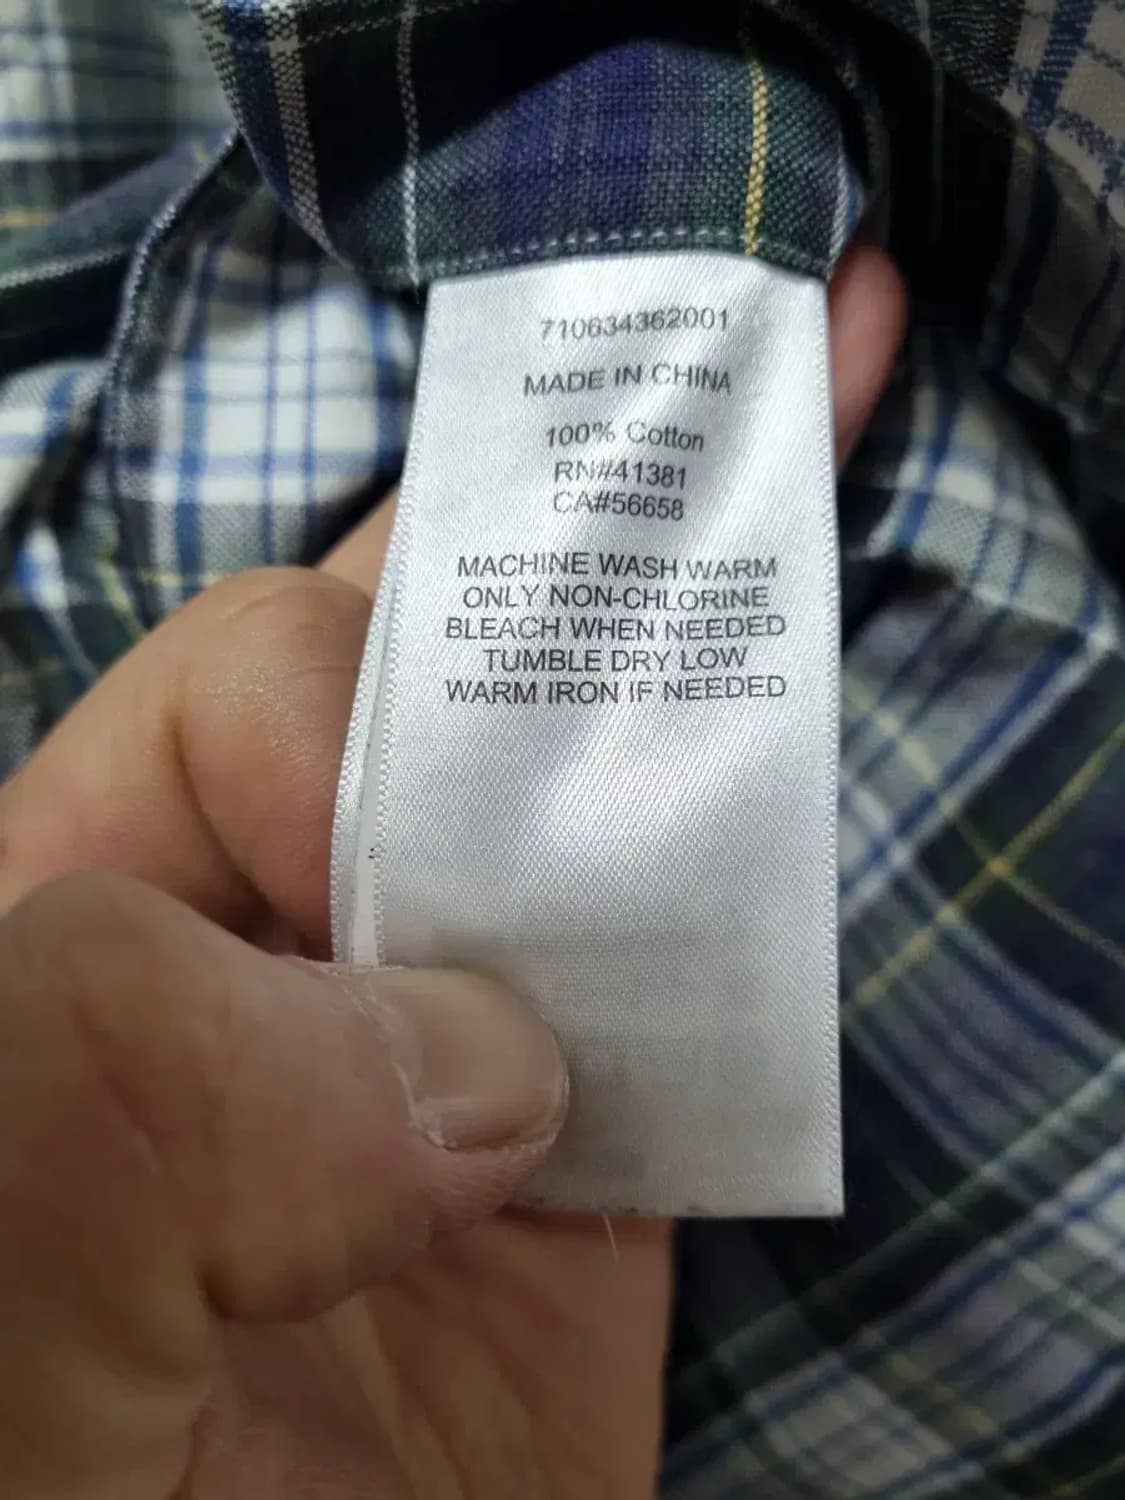 710634362001
MADE IN CHINA
100% Cotton
RN#41381
CA#56658
MACHINE WASH WARM
ONLY NON-CHLORINE
BLEACH WHEN NEEDED
TUMBLE DRY LOW
WARM IRON IF NEEDED